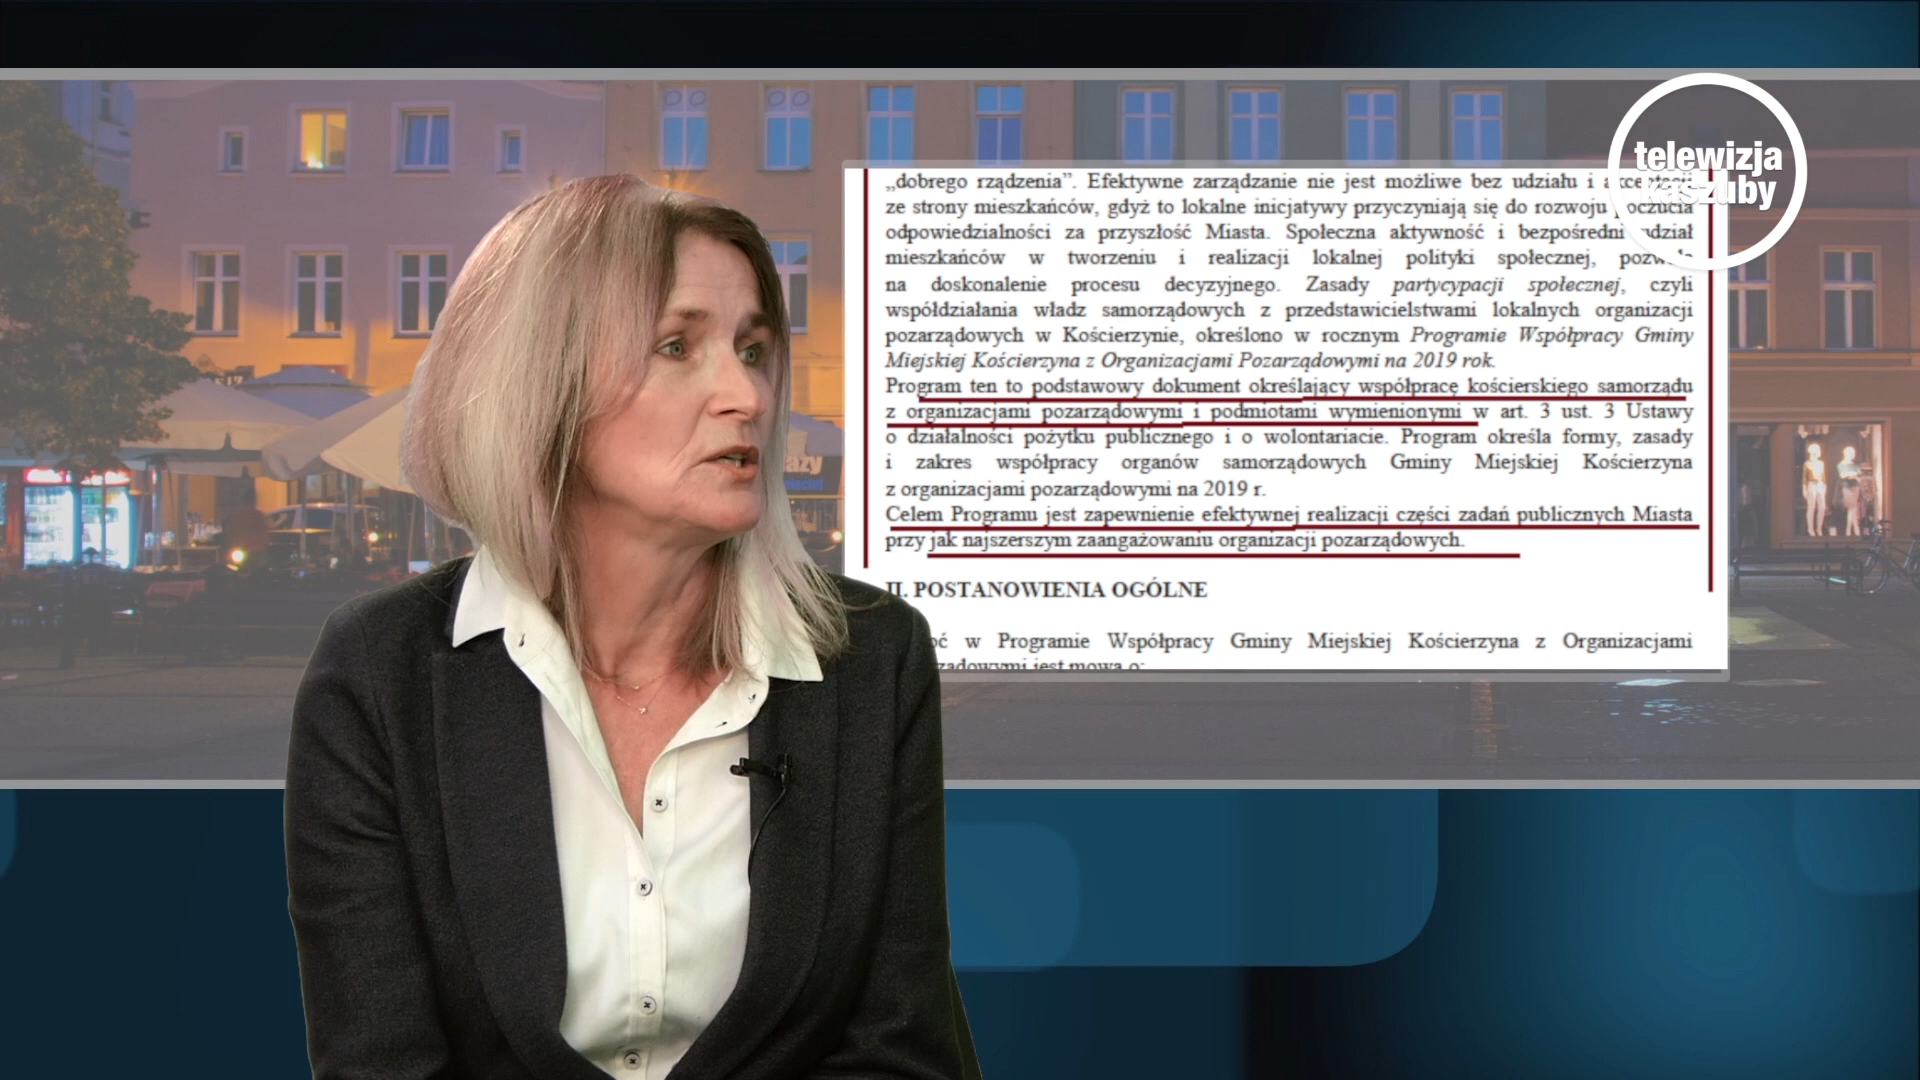 telewizja
kaszuby
„dobrego rządzenia”. Efektywne zarządzanie nie jest możliwe bez udziału i akceptacji
ze strony mieszkańców, gdyż to lokalne inicjatywy przyczyniają się do rozwoju poczucia
odpowiedzialności za przyszłość Miasta. Społeczna aktywność i bezpośredni udział
mieszkańców w tworzeniu i realizacji lokalnej polityki społecznej, pozwala
na doskonalenie procesu decyzyjnego. Zasady partycypacji społecznej, czyli
współdziałania władz samorządowych z przedstawicielstwami lokalnych organizacji
pozarządowych w Kościerzynie, określono w rocznym Programie Współpracy Gminy
Miejskiej Kościerzyna z Organizacjami Pozarządowymi na 2019 rok.
Program ten to podstawowy dokument określający współpracę kościerskiego samorządu
z organizacjami pozarządowymi i podmiotami wymienionymi w art. 3 ust. 3 Ustawy
o działalności pożytku publicznego i o wolontariacie. Program określa formy, zasady
i zakres współpracy organów samorządowych Gminy Miejskiej Kościerzyna
z organizacjami pozarządowymi na 2019 r.
Celem Programu jest zapewnienie efektywnej realizacji części zadań publicznych Miasta
przy jak najszerszym zaangażowaniu organizacji pozarządowych.
II. POSTANOWIENIA OGÓLNE
w Programie Współpracy Gminy Miejskiej Kościerzyna z Organizacjami
jest mowa o: